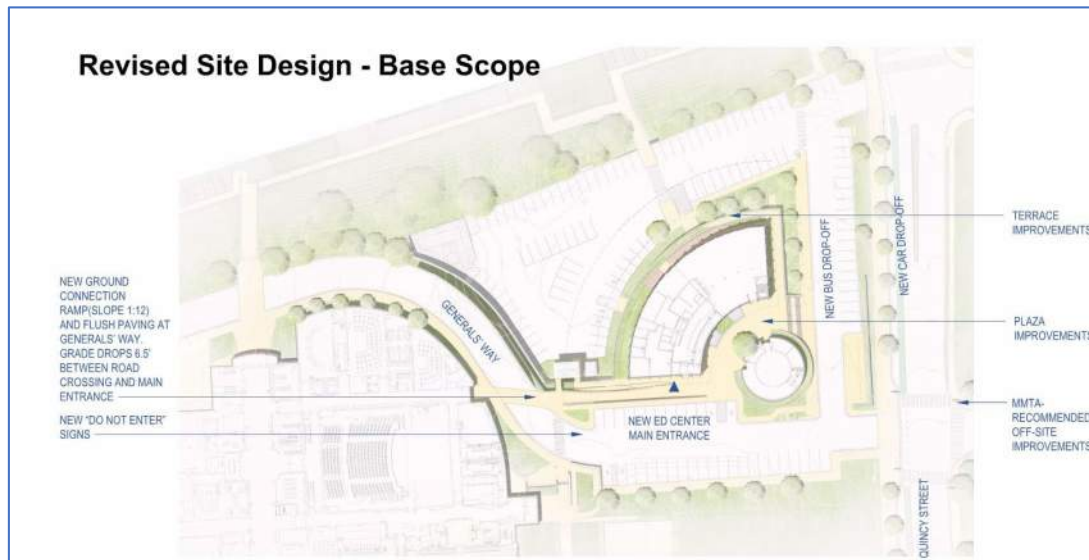 Revised Site Design - Base Scope
TERRACE
IMPROVEMENTS
NEW BUS DROP-OFF
NEW CAR DROP-OFF
NEW GROUND
CONNECTION
RAMP(SLOPE 1:12)
AND FLUSH PAVING AT
GENERALS' WAY.
GRADE DROPS 6.5'
BETWEEN ROAD
CROSSING AND MAIN
ENTRANCE
GENERALS' WAY
PLAZA
IMPROVEMENTS
NEW "DO NOT ENTER"
SIGNS
NEW ED CENTER
MAIN ENTRANCE
MMTA-
RECOMMENDED
OFF-SITE
IMPROVEMENTS
QUINCY STREET